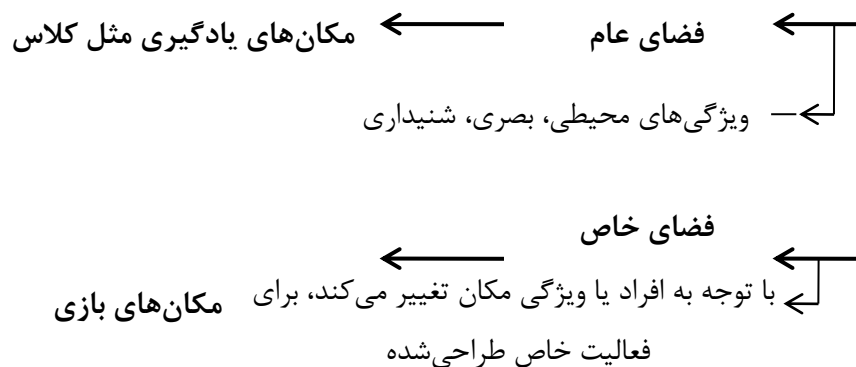 فضای عام
مکان‌های یادگیری مثل کلاس
ویژگی‌های محیطی، بصری، شنیداری
فضای خاص
با توجه به افراد یا ویژگی مکان تغییر می‌کند، برای
فعالیت خاص طراحی‌شده
مکان‌های بازی